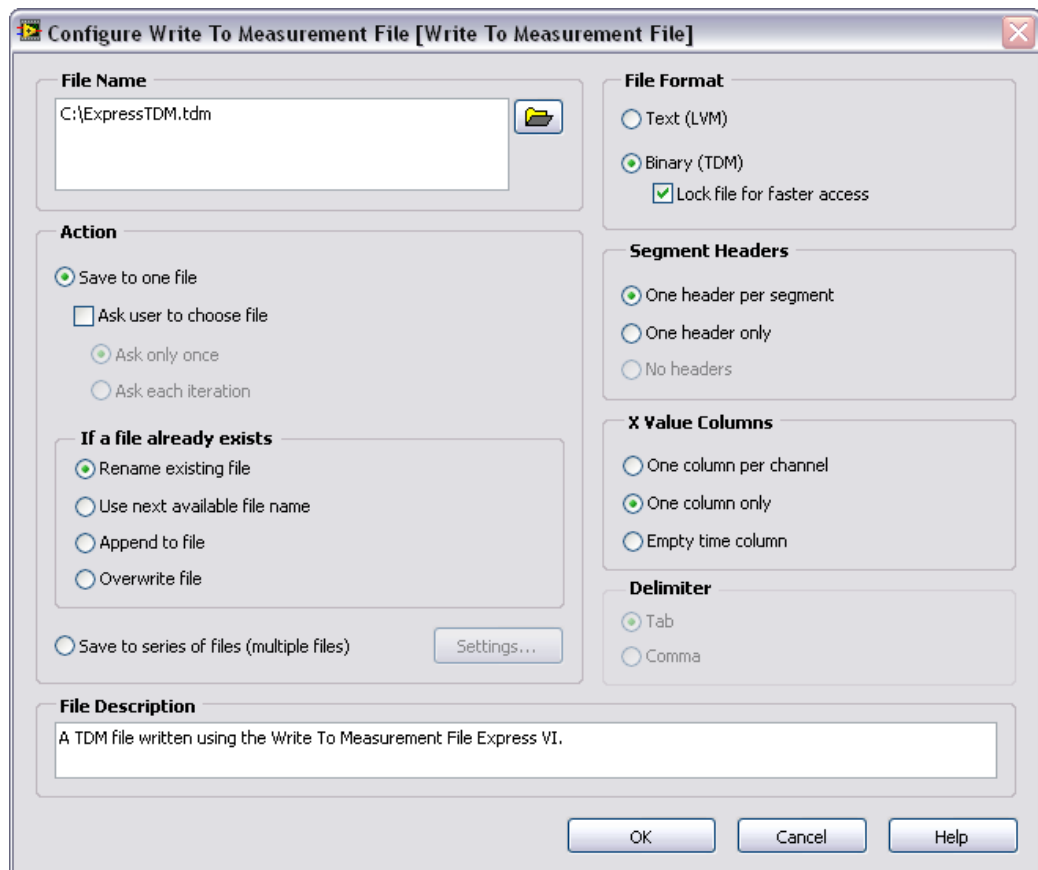 Configure Write To Measurement File [Write To Measurement File]
File Name
C:\ExpressTDM.tdm
Action
Save to one file
Ask user to choose file
Ask only once
Ask each iteration
If a file already exists
Rename existing file
Use next available file name
Append to file
Overwrite file
Save to series of files (multiple files)
Settings...
File Format
Text (LVM)
Binary (TDM)
Lock file for faster access
Segment Headers
One header per segment
One header only
No headers
X Value Columns
One column per channel
One column only
Empty time column
Delimiter
Tab
Comma
File Description
A TDM file written using the Write To Measurement File Express VI.
OK
Cancel
Help